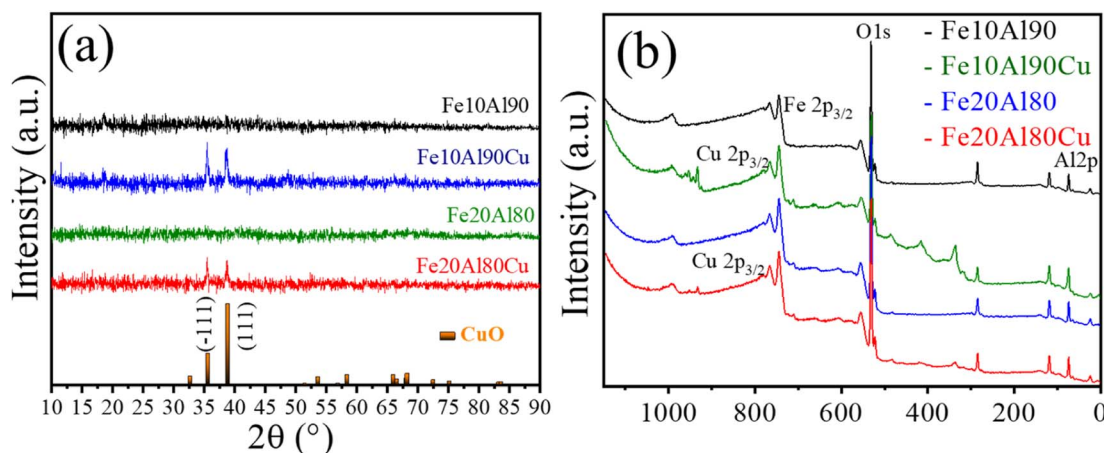 (a)
Intensity (a.u.)
Fe10Al90
Fe10Al90Cu
Fe20Al80
Fe20Al80Cu
(-111)
(111)
CuO
10 15 20 25 30 35 40 45 50 55 60 65 70 75 80 85 90
2θ (°)
(b)
Intensity (a.u.)
O1s
- Fe10Al90
- Fe10Al90Cu
- Fe20Al80
- Fe20Al80Cu
Fe 2p3/2
Cu 2p3/2
Al2p
Cu 2p3/2
1000 800 600 400 200 0